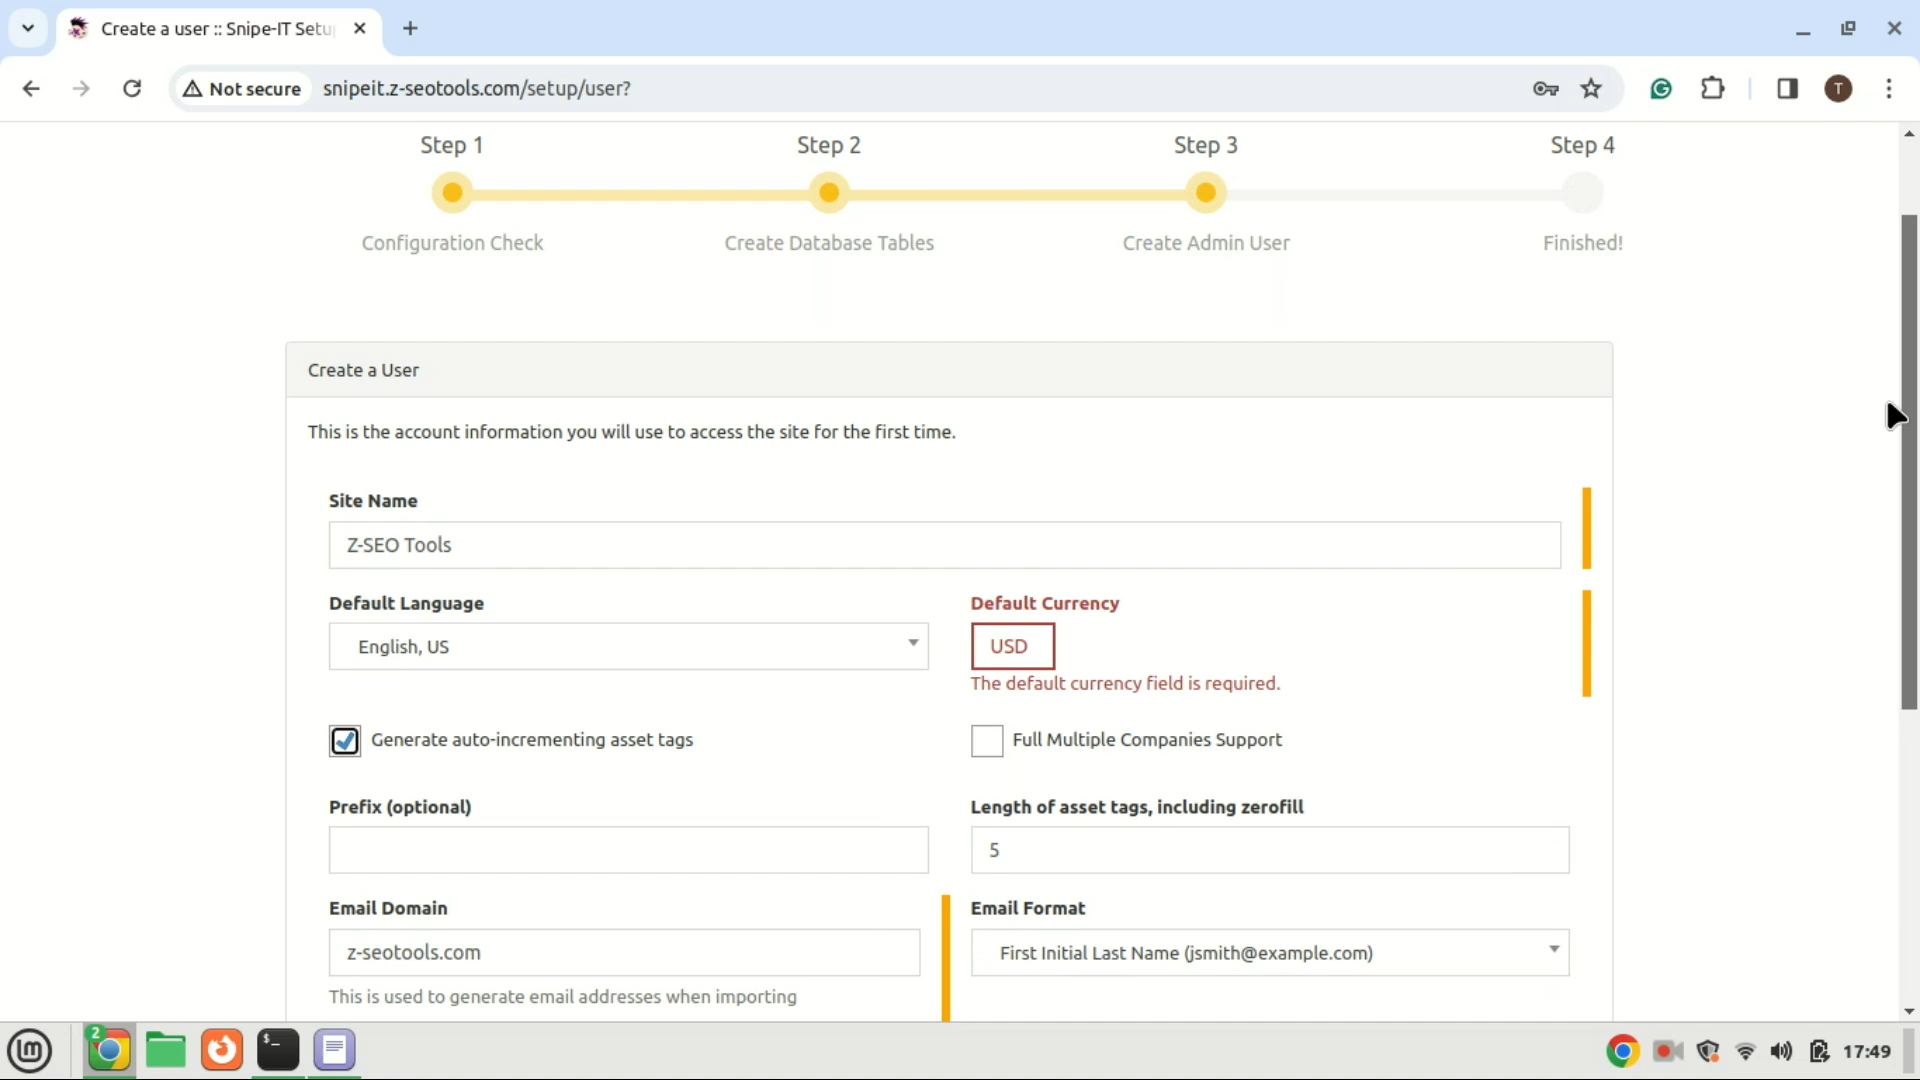 Create a user :: Snipe-IT Setu
Not secure
snipeit.z-seotools.com/setup/user?
T
Step 1
Step 2
Step 3
Step 4
Configuration Check
Create Database Tables
Create Admin User
Finished!
Create a User
This is the account information you will use to access the site for the first time.
Site Name
Z-SEO Tools
Default Language
Default Currency
English, US
USD
The default currency field is required.
Generate auto-incrementing asset tags
Full Multiple Companies Support
Prefix (optional)
Length of asset tags, including zerofill
5
Email Domain
Email Format
z-seotools.com
First Initial Last Name (jsmith@example.com)
This is used to generate email addresses when importing
2
$_
17:49